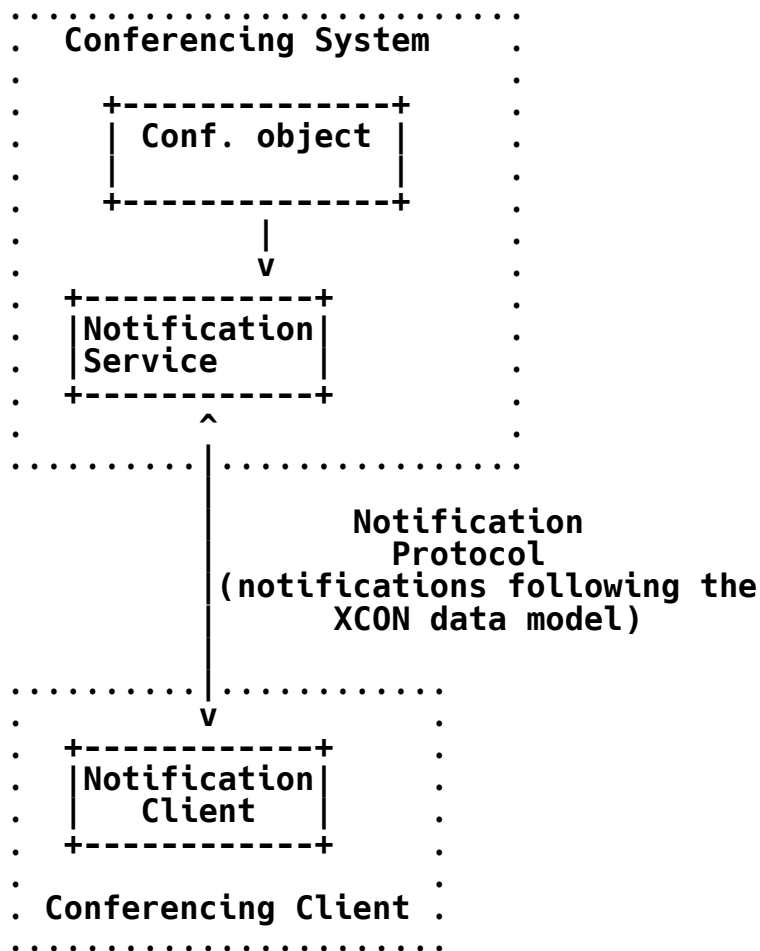 Conferencing System
Conf. object
Notification
Service
Notification
Protocol
(notifications following the
XCON data model)
Notification
Client
Conferencing Client